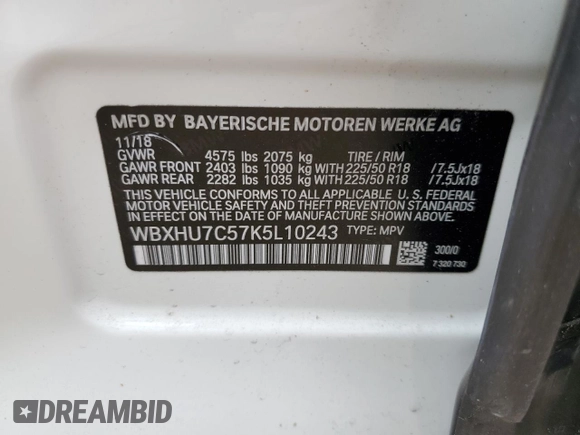 MFD BY BAYERISCHE MOTOREN WERKE AG
11/18
GVWR 4575 lbs 2075 kg TIRE / RIM
GAWR FRONT 2403 lbs 1090 kg WITH 225/50 R18 /7.5Jx18
GAWR REAR 2282 lbs 1035 kg WITH 225/50 R18 /7.5Jx18
THIS VEHICLE CONFORMS TO ALL APPLICABLE U. S. FEDERAL
MOTOR VEHICLE SAFETY AND THEFT PREVENTION STANDARDS
IN EFFECT ON THE DATE OF MANUFACTURE SHOWN ABOVE.
WBXHU7C57K5L10243 TYPE: MPV
300/0
7 320 730
DREAMBID